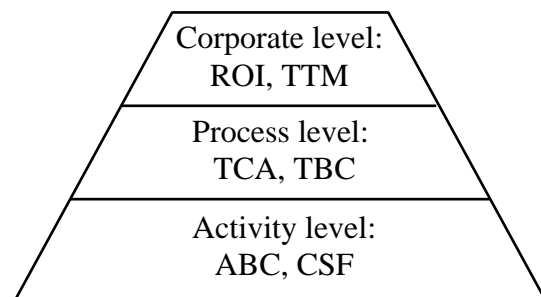 Corporate level:
ROI, TTM
Process level:
TCA, TBC
Activity level:
ABC, CSF